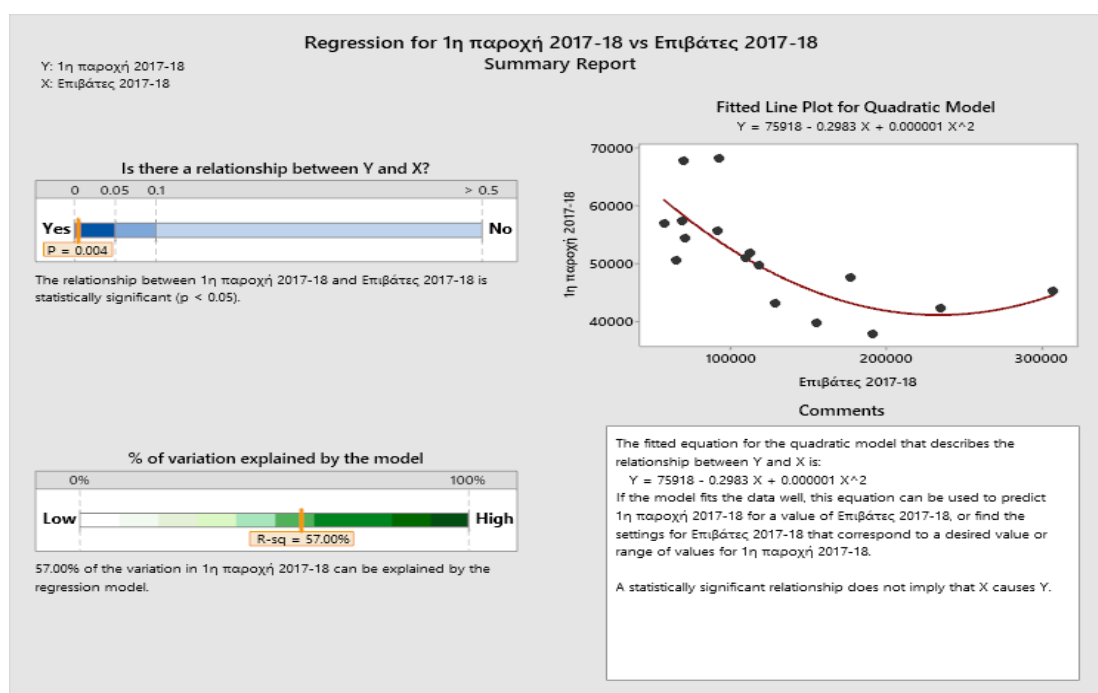 Regression for 1η παροχή 2017-18 vs Επιβάτες 2017-18
Summary Report
Y: 1η παροχή 2017-18
X: Επιβάτες 2017-18
Is there a relationship between Y and X?
0 0.05 0.1 > 0.5
Yes No
P = 0.004
The relationship between 1η παροχή 2017-18 and Επιβάτες 2017-18 is
statistically significant (p < 0.05).
% of variation explained by the model
0% 100%
Low High
R-sq = 57.00%
57.00% of the variation in 1η παροχή 2017-18 can be explained by the
regression model.
Fitted Line Plot for Quadratic Model
Y = 75918 - 0.2983 X + 0.000001 X^2
70000
60000
50000
40000
1η παροχή 2017-18
100000 200000 300000
Επιβάτες 2017-18
Comments
The fitted equation for the quadratic model that describes the
relationship between Y and X is:
Y = 75918 - 0.2983 X + 0.000001 X^2
If the model fits the data well, this equation can be used to predict
1η παροχή 2017-18 for a value of Επιβάτες 2017-18, or find the
settings for Επιβάτες 2017-18 that correspond to a desired value or
range of values for 1η παροχή 2017-18.
A statistically significant relationship does not imply that X causes Y.